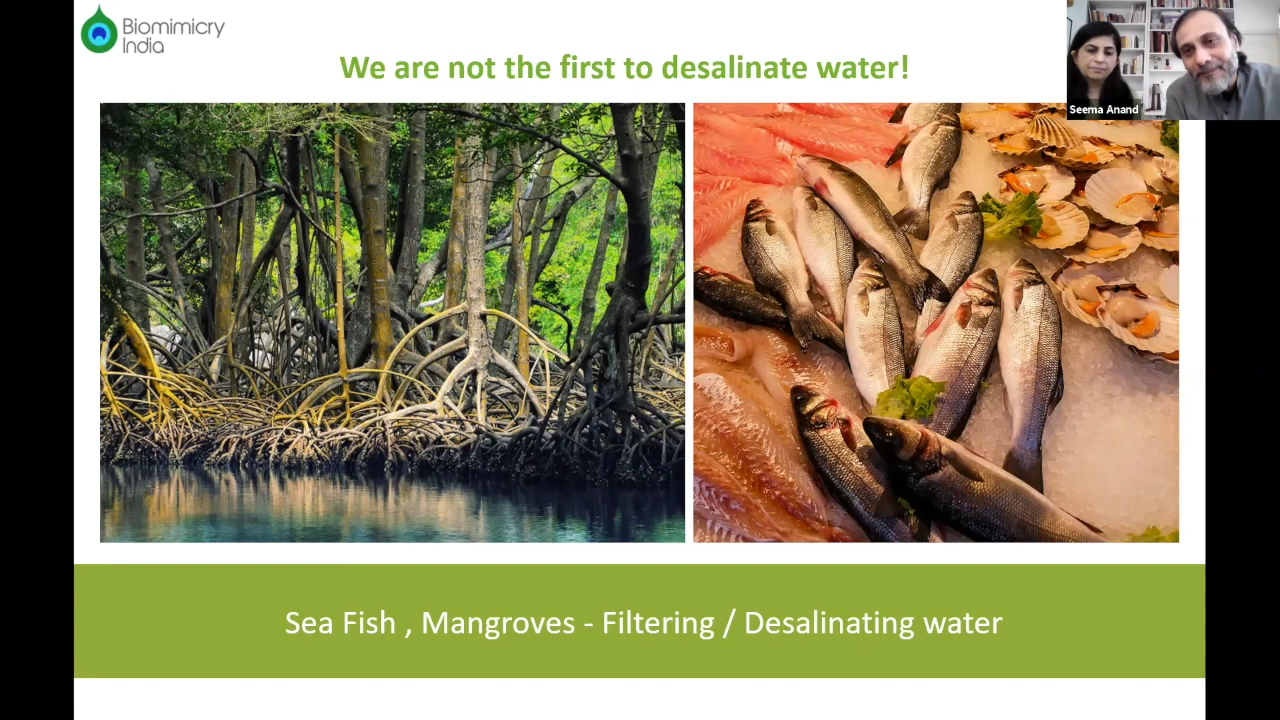 Biomimicry
India
We are not the first to desalinate water!
Seema Anand
Sea Fish , Mangroves - Filtering / Desalinating water